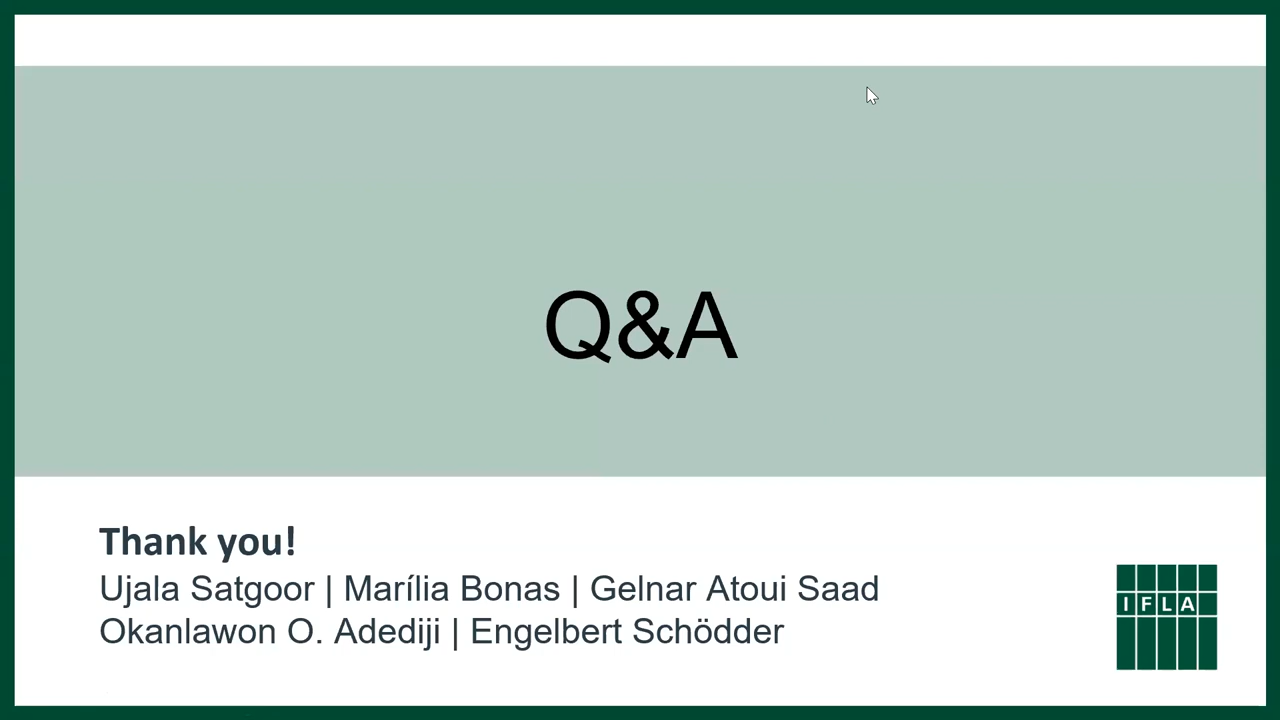 Q&A
Thank you!
Ujala Satgoor | Marília Bonas | Gelnar Atoui Saad
Okanlawon O. Adediji | Engelbert Schödder
IFLA